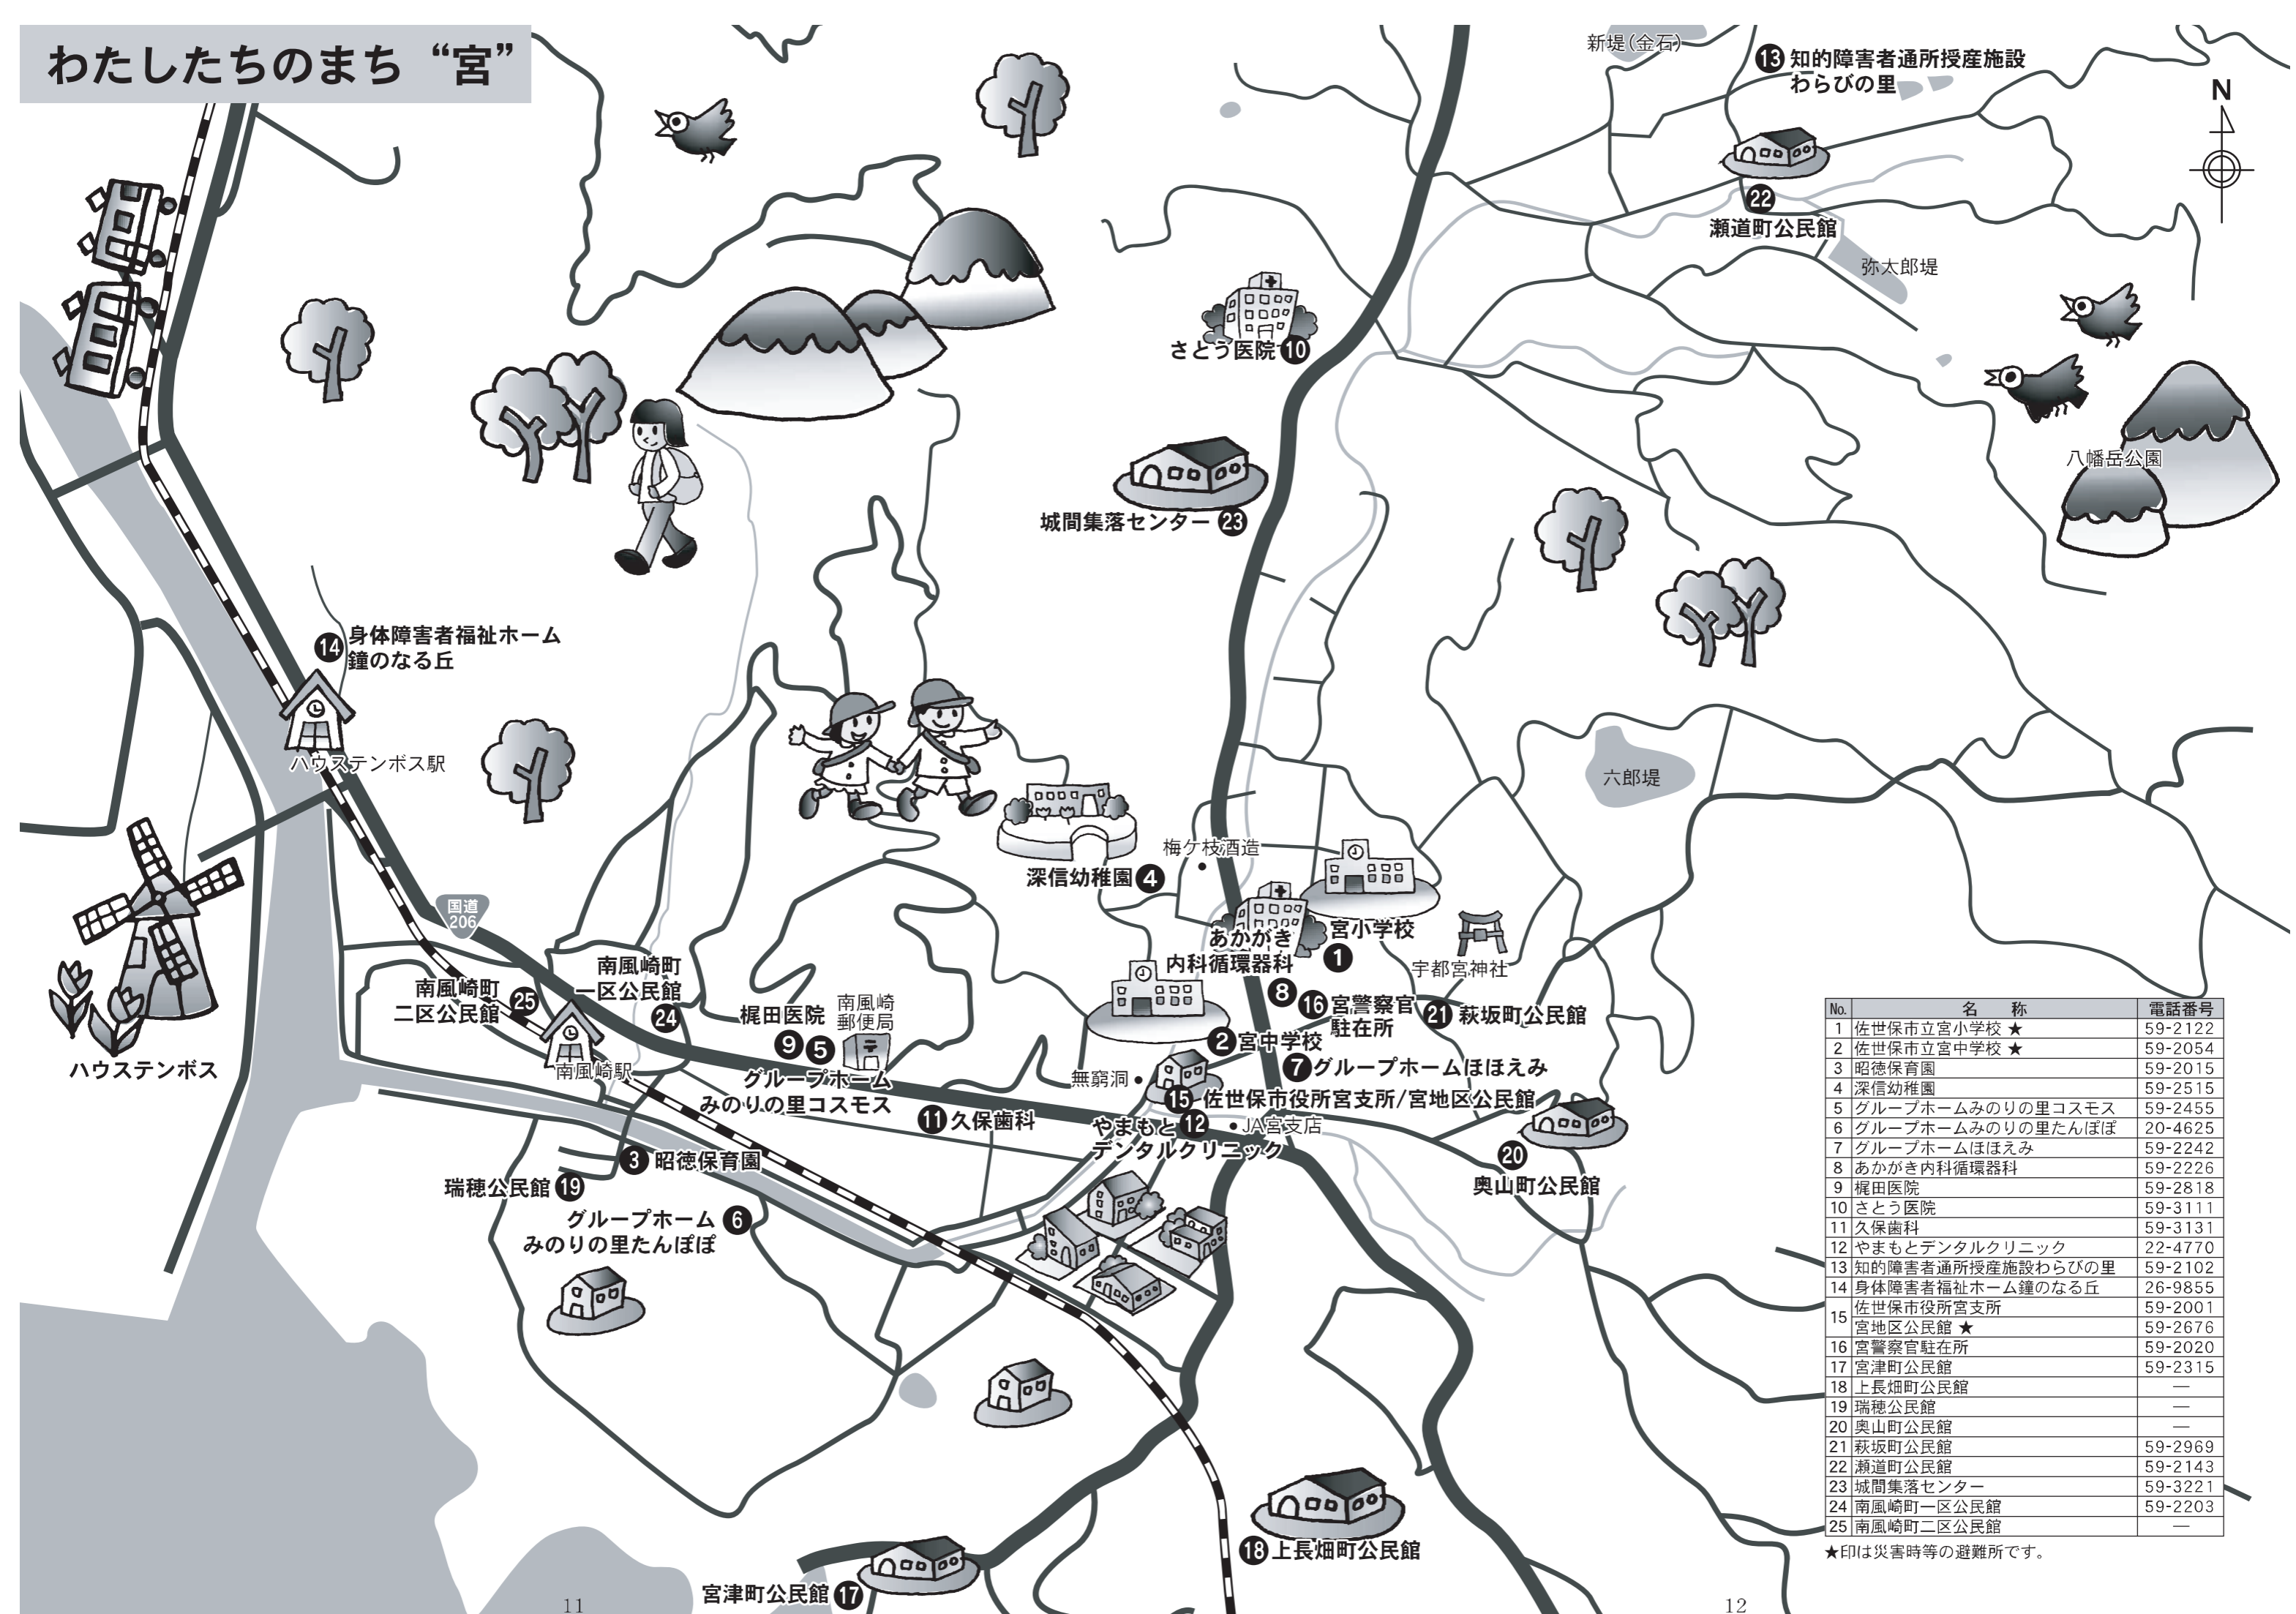 わたしたちのまち “宮”
新堤(金石)
13 知的障害者通所授産施設
わらびの里
N
22
瀬道町公民館
弥太郎堤
さとう医院 10
八幡岳公園
城間集落センター 23
14 身体障害者福祉ホーム
鐘のなる丘
ハウステンボス駅
六郎堤
梅ケ枝酒造
深信幼稚園 4
国道
206
あかがき
内科循環器科
8
宮小学校
1
宇都宮神社
南風崎町
二区公民館 25
南風崎町
一区公民館
24
梶田医院
9 5
南風崎
郵便局
16 宮警察官
駐在所
21 萩坂町公民館
2 宮中学校
ハウステンボス
南風崎駅
グループホーム
みのりの里コスモス
無窮洞
7 グループホームほほえみ
15 佐世保市役所宮支所/宮地区公民館
11 久保歯科
やまもと 12
デンタルクリニック
JA宮支店
3 昭徳保育園
瑞穂公民館 19
20
奥山町公民館
グループホーム 6
みのりの里たんぽぽ
18 上長畑町公民館
宮津町公民館 17
No. 名 称 電話番号
1 佐世保市立宮小学校 ★ 59-2122
2 佐世保市立宮中学校 ★ 59-2054
3 昭徳保育園 59-2015
4 深信幼稚園 59-2515
5 グループホームみのりの里コスモス 59-2455
6 グループホームみのりの里たんぽぽ 20-4625
7 グループホームほほえみ 59-2242
8 あかがき内科循環器科 59-2226
9 梶田医院 59-2818
10 さとう医院 59-3111
11 久保歯科 59-3131
12 やまもとデンタルクリニック 22-4770
13 知的障害者通所授産施設わらびの里 59-2102
14 身体障害者福祉ホーム鐘のなる丘 26-9855
15 佐世保市役所宮支所 59-2001
宮地区公民館 ★ 59-2676
16 宮警察官駐在所 59-2020
17 宮津町公民館 59-2315
18 上長畑町公民館 —
19 瑞穂公民館 —
20 奥山町公民館 —
21 萩坂町公民館 59-2969
22 瀬道町公民館 59-2143
23 城間集落センター 59-3221
24 南風崎町一区公民館 59-2203
25 南風崎町二区公民館 —
★印は災害時等の避難所です。
11
12